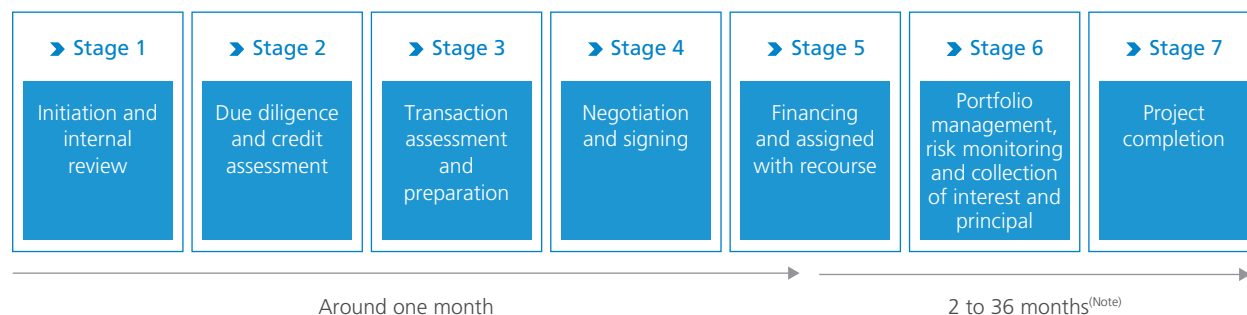 Stage 1
Initiation and
internal
review
Stage 2
Due diligence
and credit
assessment
Stage 3
Transaction
assessment
and
preparation
Stage 4
Negotiation
and signing
Stage 5
Financing
and assigned
with recourse
Stage 6
Portfolio
management,
risk monitoring
and collection
of interest and
principal
Stage 7
Project
completion
Around one month
2 to 36 months(Note)